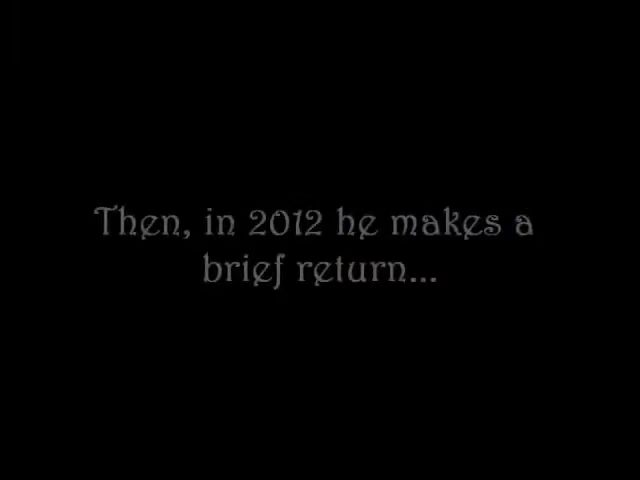 Then, in 2012 he makes a
brief return...